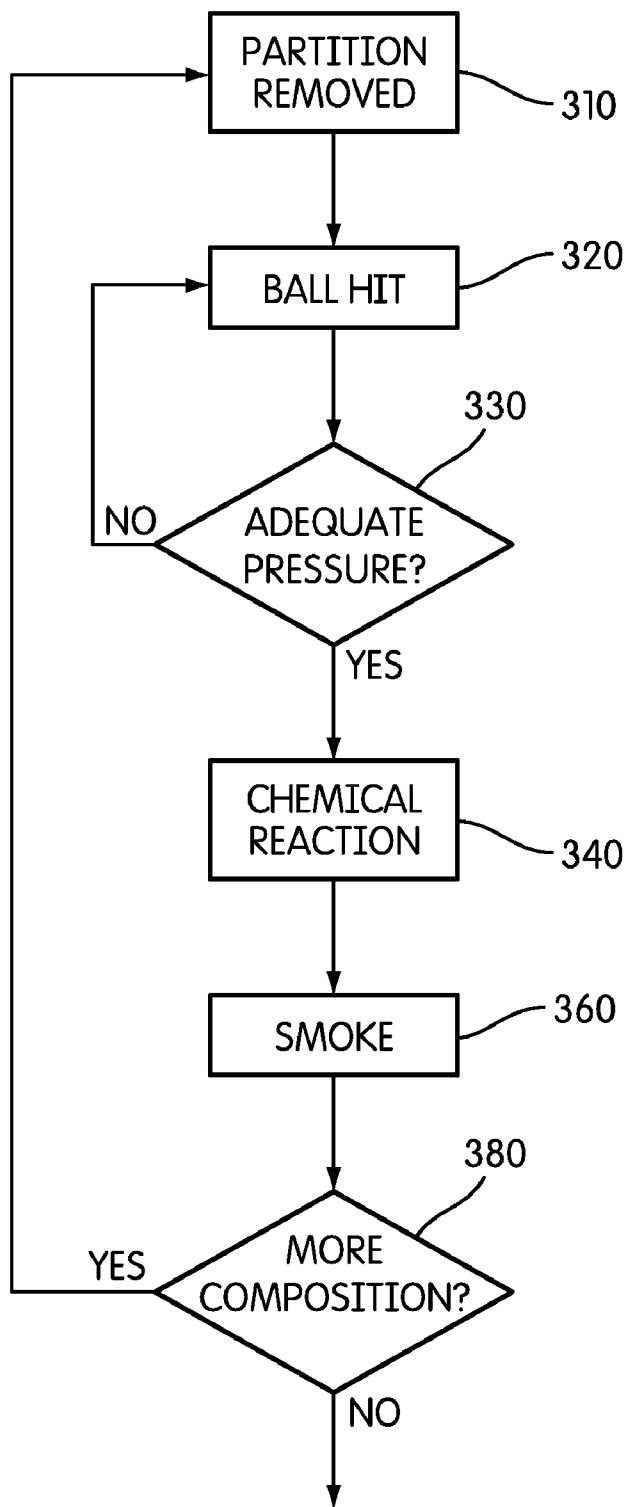 PARTITION
REMOVED
310
BALL HIT
320
330
ADEQUATE
PRESSURE?
NO
YES
CHEMICAL
REACTION
340
SMOKE
360
380
MORE
COMPOSITION?
YES
NO